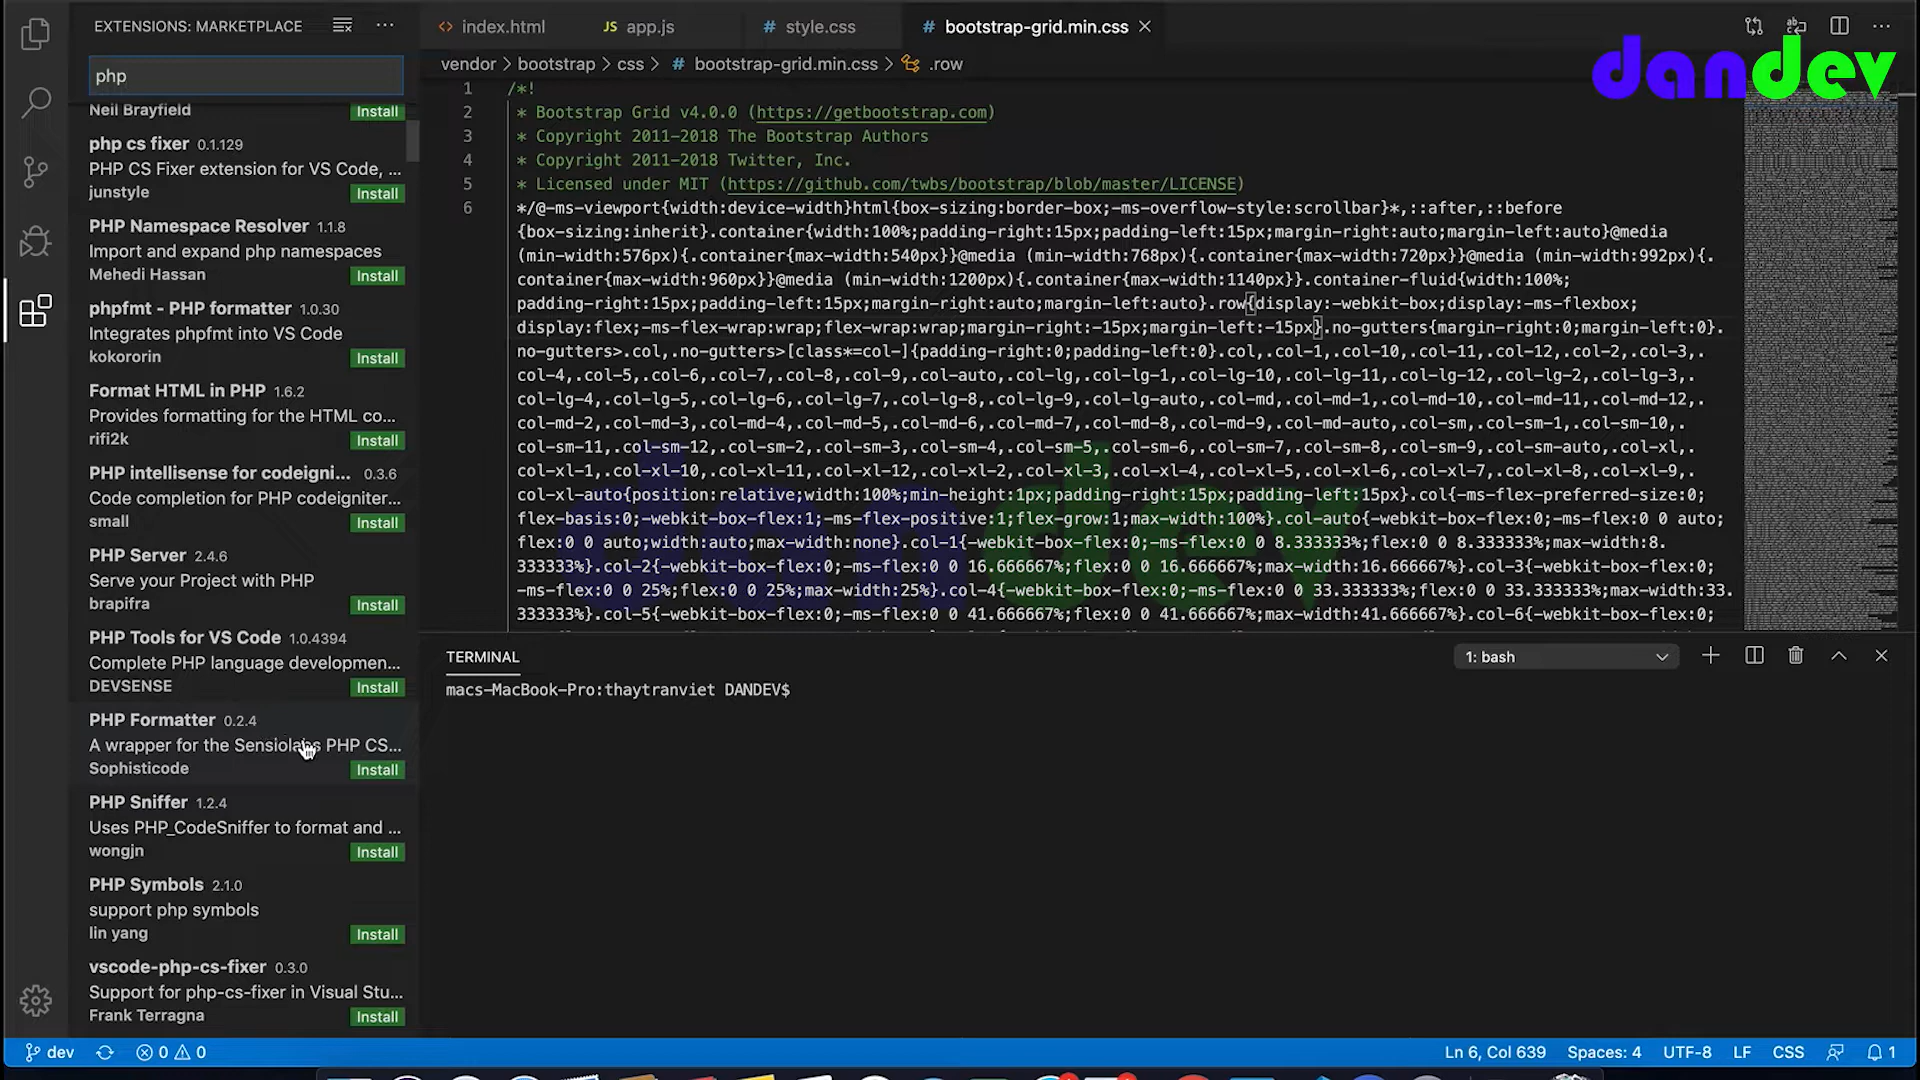 EXTENSIONS: MARKETPLACE
php
Neil Brayfield
Install
php cs fixer 0.1.129
PHP CS Fixer extension for VS Code, ...
junstyle
Install
PHP Namespace Resolver 1.1.8
Import and expand php namespaces
Mehedi Hassan
Install
phpfmt - PHP formatter 1.0.30
Integrates phpfmt into VS Code
kokororin
Install
Format HTML in PHP 1.6.2
Provides formatting for the HTML co...
rifi2k
Install
PHP intellisense for codeigni... 0.3.6
Code completion for PHP codeigniter...
small
Install
PHP Server 2.4.6
Serve your Project with PHP
brapifra
Install
PHP Tools for VS Code 1.0.4394
Complete PHP language developmen...
DEVSENSE
Install
PHP Formatter 0.2.4
A wrapper for the Sensiolabs PHP CS...
Sophisticode
Install
PHP Sniffer 1.2.4
Uses PHP_CodeSniffer to format and ...
wongjn
Install
PHP Symbols 2.1.0
support php symbols
lin yang
Install
vscode-php-cs-fixer 0.3.0
Support for php-cs-fixer in Visual Stu...
Frank Terragna
Install
index.html
JS app.js
# style.css
# bootstrap-grid.min.css
dandev
vendor > bootstrap > css > # bootstrap-grid.min.css > .row
1 /*!
2 * Bootstrap Grid v4.0.0 (https://getbootstrap.com)
3 * Copyright 2011-2018 The Bootstrap Authors
4 * Copyright 2011-2018 Twitter, Inc.
5 * Licensed under MIT (https://github.com/twbs/bootstrap/blob/master/LICENSE)
6 */@-ms-viewport{width:device-width}html{box-sizing:border-box;-ms-overflow-style:scrollbar}*,::after,::before
{box-sizing:inherit}.container{width:100%;padding-right:15px;padding-left:15px;margin-right:auto;margin-left:auto}@media
(min-width:576px){.container{max-width:540px}}@media (min-width:768px){.container{max-width:720px}}@media (min-width:992px){.
container{max-width:960px}}@media (min-width:1200px){.container{max-width:1140px}}.container-fluid{width:100%;
padding-right:15px;padding-left:15px;margin-right:auto;margin-left:auto}.row{display:-webkit-box;display:-ms-flexbox;
display:flex;-ms-flex-wrap:wrap;flex-wrap:wrap;margin-right:-15px;margin-left:-15px}.no-gutters{margin-right:0;margin-left:0}.
no-gutters>.col,.no-gutters>[class*=col-]{padding-right:0;padding-left:0}.col,.col-1,.col-10,.col-11,.col-12,.col-2,.col-3,.
col-4,.col-5,.col-6,.col-7,.col-8,.col-9,.col-auto,.col-lg,.col-lg-1,.col-lg-10,.col-lg-11,.col-lg-12,.col-lg-2,.col-lg-3,.
col-lg-4,.col-lg-5,.col-lg-6,.col-lg-7,.col-lg-8,.col-lg-9,.col-lg-auto,.col-md,.col-md-1,.col-md-10,.col-md-11,.col-md-12,.
col-md-2,.col-md-3,.col-md-4,.col-md-5,.col-md-6,.col-md-7,.col-md-8,.col-md-9,.col-md-auto,.col-sm,.col-sm-1,.col-sm-10,.
col-sm-11,.col-sm-12,.col-sm-2,.col-sm-3,.col-sm-4,.col-sm-5,.col-sm-6,.col-sm-7,.col-sm-8,.col-sm-9,.col-sm-auto,.col-xl,.
col-xl-1,.col-xl-10,.col-xl-11,.col-xl-12,.col-xl-2,.col-xl-3,.col-xl-4,.col-xl-5,.col-xl-6,.col-xl-7,.col-xl-8,.col-xl-9,.
col-xl-auto{position:relative;width:100%;min-height:1px;padding-right:15px;padding-left:15px}.col{-ms-flex-preferred-size:0;
flex-basis:0;-webkit-box-flex:1;-ms-flex-positive:1;flex-grow:1;max-width:100%}.col-auto{-webkit-box-flex:0;-ms-flex:0 0 auto;
flex:0 0 auto;width:auto;max-width:none}.col-1{-webkit-box-flex:0;-ms-flex:0 0 8.333333%;flex:0 0 8.333333%;max-width:8.
333333%}.col-2{-webkit-box-flex:0;-ms-flex:0 0 16.666667%;flex:0 0 16.666667%;max-width:16.666667%}.col-3{-webkit-box-flex:0;
-ms-flex:0 0 25%;flex:0 0 25%;max-width:25%}.col-4{-webkit-box-flex:0;-ms-flex:0 0 33.333333%;flex:0 0 33.333333%;max-width:33.
333333%}.col-5{-webkit-box-flex:0;-ms-flex:0 0 41.666667%;flex:0 0 41.666667%;max-width:41.666667%}.col-6{-webkit-box-flex:0;
dandev
TERMINAL
1: bash
macs-MacBook-Pro:thaytranviet DANDEV$
dev
0 0
Ln 6, Col 639
Spaces: 4
UTF-8
LF
CSS
1